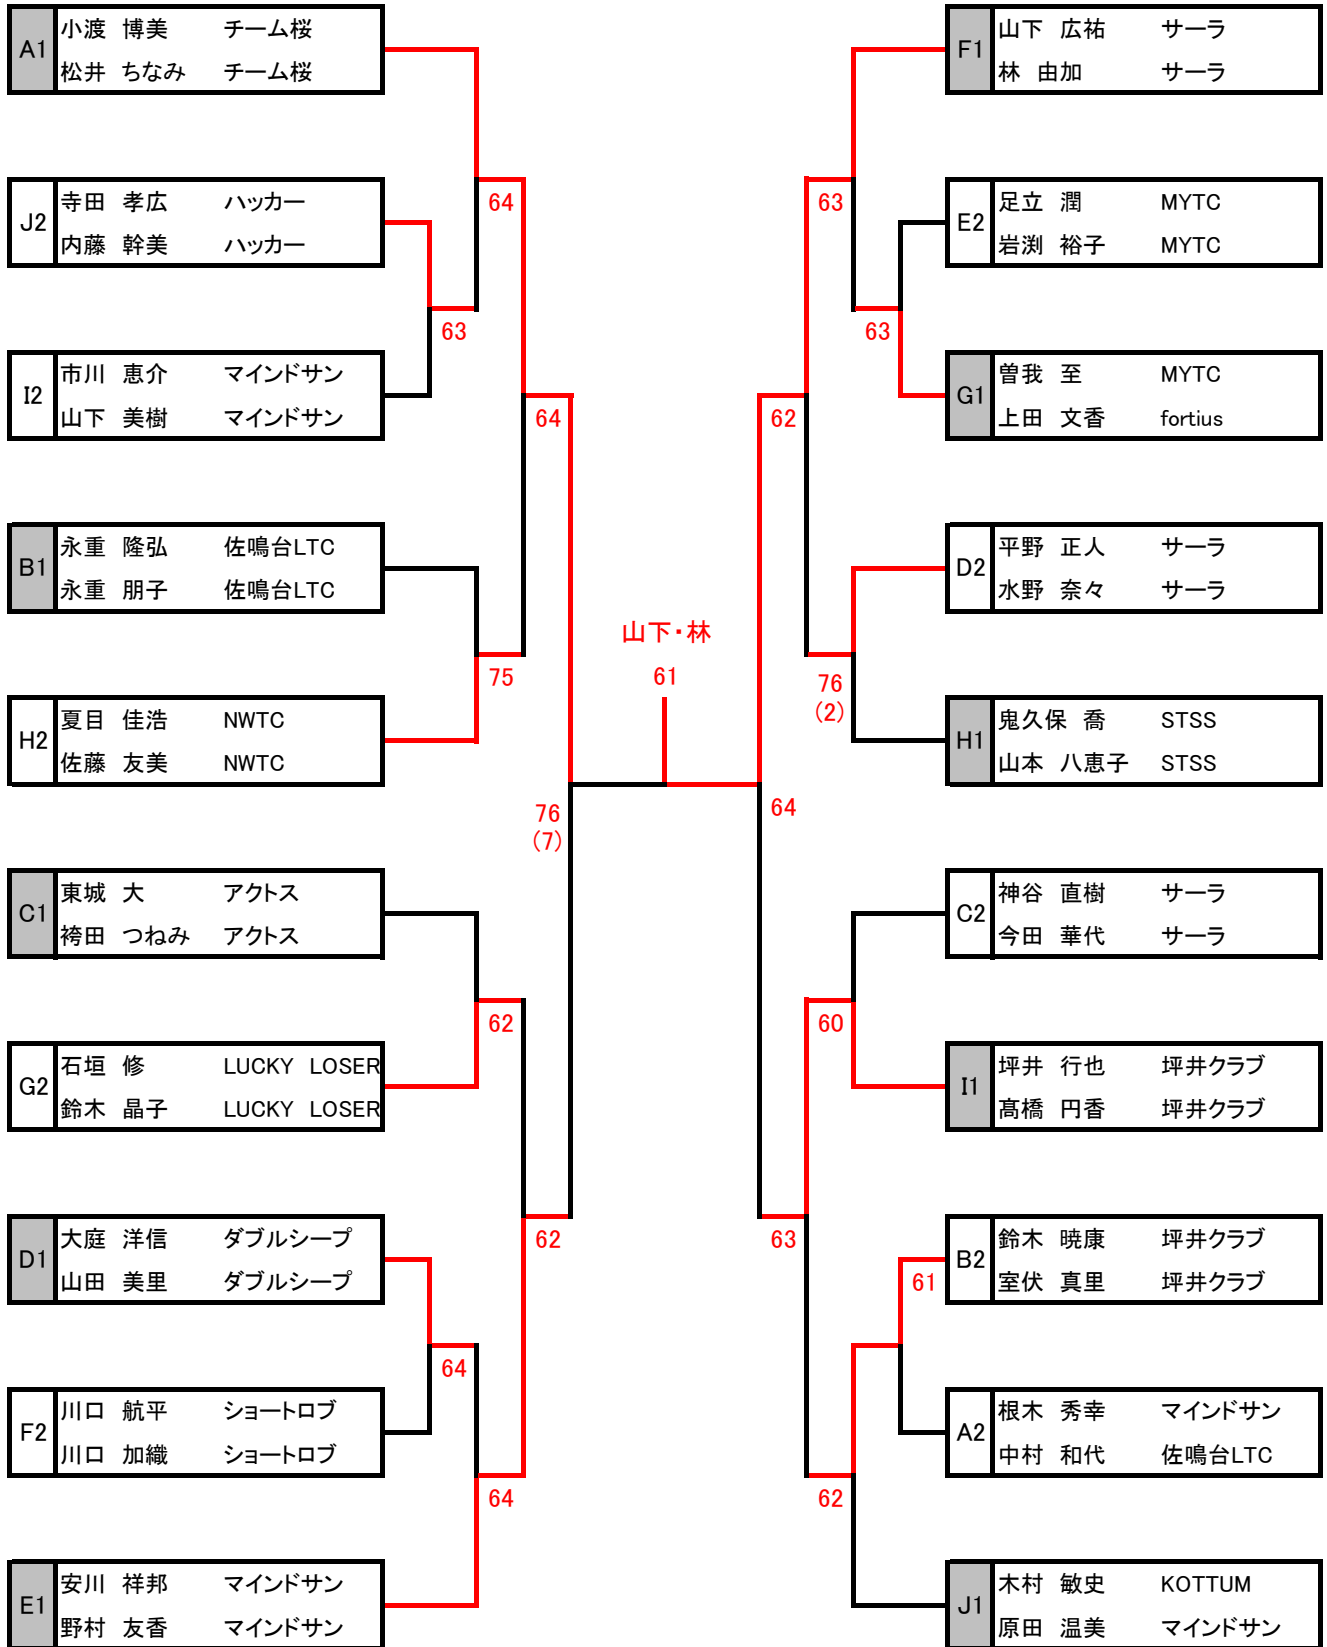 A1
小渡 博美 チーム桜
松井 ちなみ チーム桜
J2
寺田 孝広 ハッカー
内藤 幹美 ハッカー
I2
市川 恵介 マインドサン
山下 美樹 マインドサン
B1
永重 隆弘 佐鳴台LTC
永重 朋子 佐鳴台LTC
H2
夏目 佳浩 NWTC
佐藤 友美 NWTC
C1
東城 大 アクトス
袴田 つねみ アクトス
G2
石垣 修 LUCKY LOSER
鈴木 晶子 LUCKY LOSER
D1
大庭 洋信 ダブルシープ
山田 美里 ダブルシープ
F2
川口 航平 ショートロブ
川口 加織 ショートロブ
E1
安川 祥邦 マインドサン
野村 友香 マインドサン
64
63
64
75
76
(7)
62
62
64
64
山下・林
61
63
63
62
76
(2)
64
60
63
61
62
F1
山下 広祐 サーラ
林 由加 サーラ
E2
足立 潤 MYTC
岩渕 裕子 MYTC
G1
曽我 至 MYTC
上田 文香 fortius
D2
平野 正人 サーラ
水野 奈々 サーラ
H1
鬼久保 喬 STSS
山本 八恵子 STSS
C2
神谷 直樹 サーラ
今田 華代 サーラ
I1
坪井 行也 坪井クラブ
髙橋 円香 坪井クラブ
B2
鈴木 暁康 坪井クラブ
室伏 真里 坪井クラブ
A2
根木 秀幸 マインドサン
中村 和代 佐鳴台LTC
J1
木村 敏史 KOTTUM
原田 温美 マインドサン